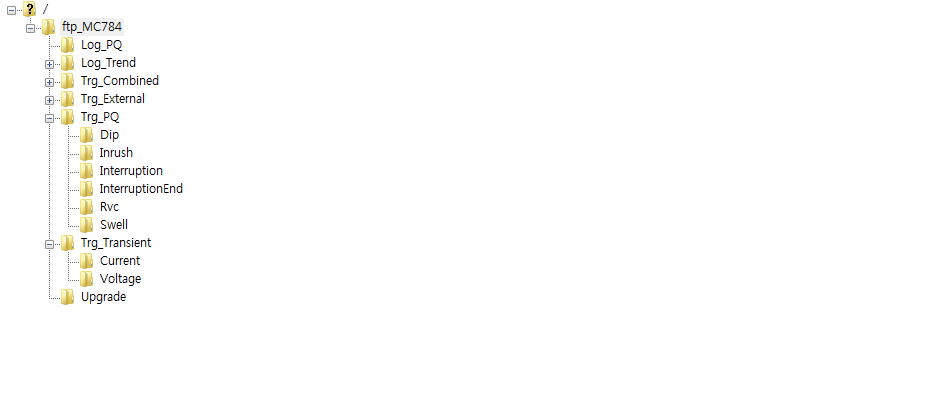 /
ftp_MC784
Log_PQ
Log_Trend
Trg_Combined
Trg_External
Trg_PQ
Dip
Inrush
Interruption
InterruptionEnd
Rvc
Swell
Trg_Transient
Current
Voltage
Upgrade